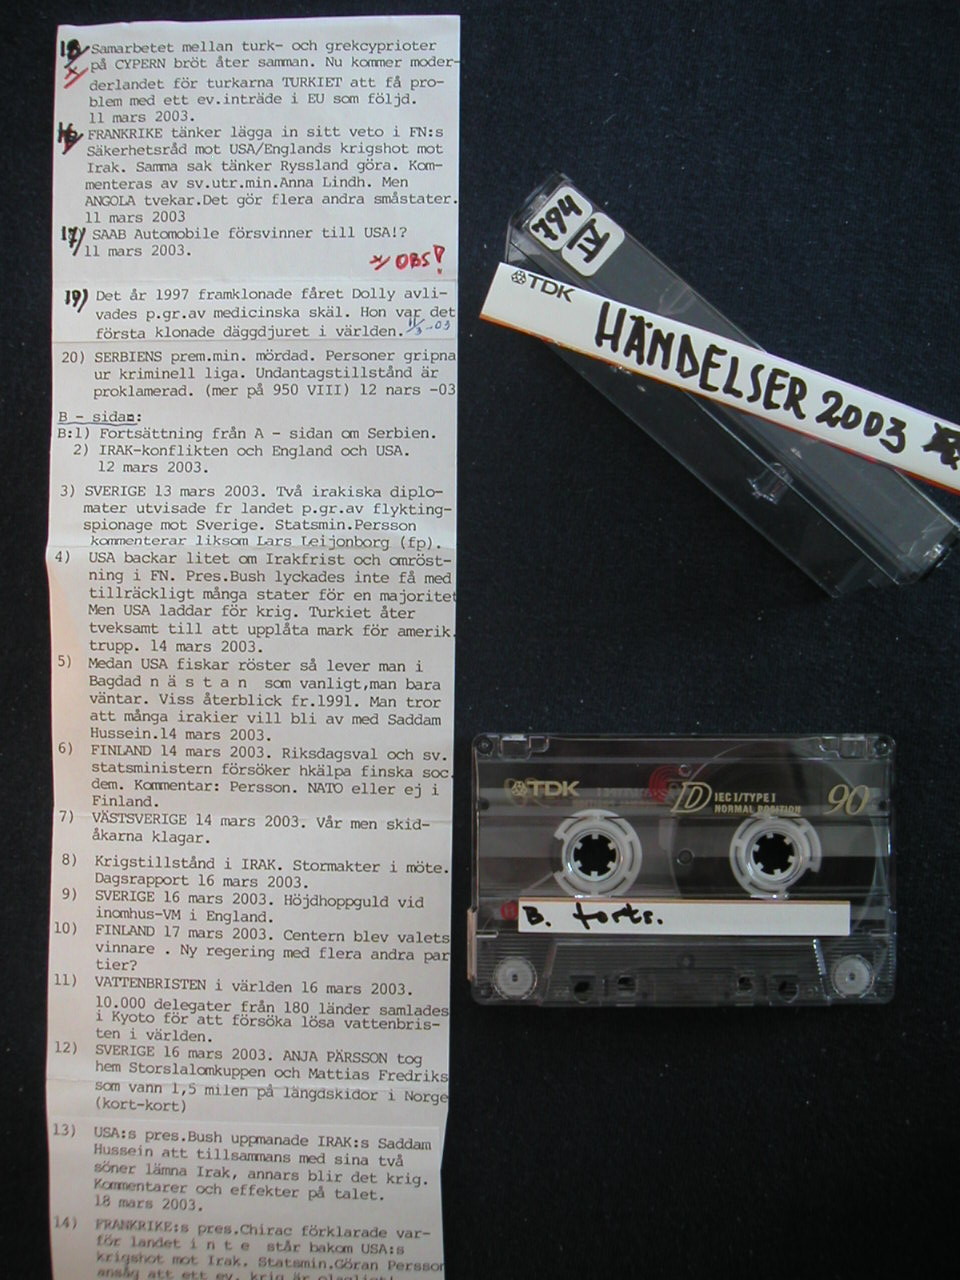 18) Samarbetet mellan turk- och grekcyprioter
på CYPERN bröt åter samman. Nu kommer moder-
derlandet för turkarna TURKIET att få pro-
blem med ett ev.inträde i EU som följd.
11 mars 2003.
16) FRANKRIKE tänker lägga in sitt veto i FN:s
Säkerhetsråd mot USA/Englands krigshot mot
Irak. Samma sak tänker Ryssland göra. Kom-
menteras av sv.utr.min.Anna Lindh. Men
ANGOLA tvekar.Det gör flera andra småstater.
11 mars 2003
17) SAAB Automobile försvinner till USA!?
11 mars 2003.
OBS!
19) Det år 1997 framklonade fåret Dolly avli-
vades p.gr.av medicinska skäl. Hon var det
första klonade däggdjuret i världen. 11/3-03
20) SERBIENS prem.min. mördad. Personer gripna
ur kriminell liga. Undantagstillstånd är
proklamerad. (mer på 950 VIII) 12 nars -03
B - sidan:
B:1) Fortsättning från A - sidan om Serbien.
2) IRAK-konflikten och England och USA.
12 mars 2003.
3) SVERIGE 13 mars 2003. Två irakiska diplo-
mater utvisade fr landet p.gr.av flykting-
spionage mot Sverige. Statsmin.Persson
kommenterar liksom Lars Leijonborg (fp).
4) USA backar litet om Irakfrist och omröst-
ning i FN. Pres.Bush lyckades inte få med
tillräckligt många stater för en majoritet
Men USA laddar för krig. Turkiet åter
tveksamt till att upplåta mark för amerik.
trupp. 14 mars 2003.
5) Medan USA fiskar röster så lever man i
Bagdad n ä s t a n som vanligt,man bara
väntar. Viss återblick fr.1991. Man tror
att många irakier vill bli av med Saddam
Hussein.14 mars 2003.
6) FINLAND 14 mars 2003. Riksdagsval och sv.
statsministern försöker hkälpa finska soc.
dem. Kommentar: Persson. NATO eller ej i
Finland.
7) VÄSTSVERIGE 14 mars 2003. Vår men skid-
åkarna klagar.
8) Krigstillstånd i IRAK. Stormakter i möte.
Dagsrapport 16 mars 2003.
9) SVERIGE 16 mars 2003. Höjdhoppguld vid
inomhus-VM i England.
10) FINLAND 17 mars 2003. Centern blev valets
vinnare . Ny regering med flera andra par
tier?
11) VATTENBRISTEN i världen 16 mars 2003.
10.000 delegater från 180 länder samlades
i Kyoto för att försöka lösa vattenbris-
ten i världen.
12) SVERIGE 16 mars 2003. ANJA PÄRSSON tog
hem Storslalomkuppen och Mattias Fredriks
som vann 1,5 milen på längdskidor i Norge
(kort-kort)
13) USA:s pres.Bush uppmanade IRAK:s Saddam
Hussein att tillsammans med sina två
söner lämna Irak, annars blir det krig.
Kommentarer och effekter på talet.
18 mars 2003.
14) FRANKRIKE:s pres.Chirac förklarade var-
för landet i n t e står bakom USA:s
krigshot mot Irak. Statsmin.Göran Persson
ansåg att ett ev. krig är olagligt!
794
XI
TDK
HÄNDELSER 2003
TDK
D IEC I/TYPE I
NORMAL POSITION
90
B. forts.